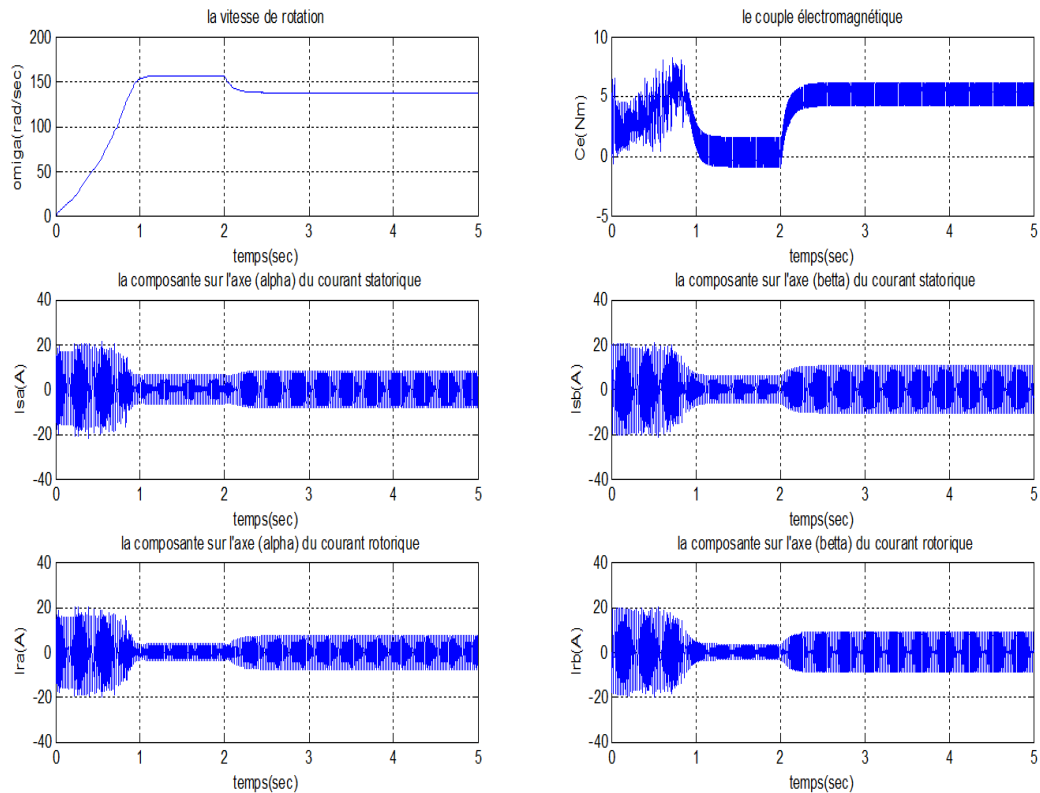 la vitesse de rotation
omiga(rad/sec)
200
150
100
50
0
0 1 2 3 4 5
temps(sec)
le couple électromagnétique
Ce(Nm)
10
5
0
-5
0 1 2 3 4 5
temps(sec)
la composante sur l'axe (alpha) du courant statorique
Isa(A)
40
20
0
-20
-40
0 1 2 3 4 5
temps(sec)
la composante sur l'axe (betta) du courant statorique
Isb(A)
40
20
0
-20
-40
0 1 2 3 4 5
temps(sec)
la composante sur l'axe (alpha) du courant rotorique
Ira(A)
40
20
0
-20
-40
0 1 2 3 4 5
temps(sec)
la composante sur l'axe (betta) du courant rotorique
Irb(A)
40
20
0
-20
-40
0 1 2 3 4 5
temps(sec)